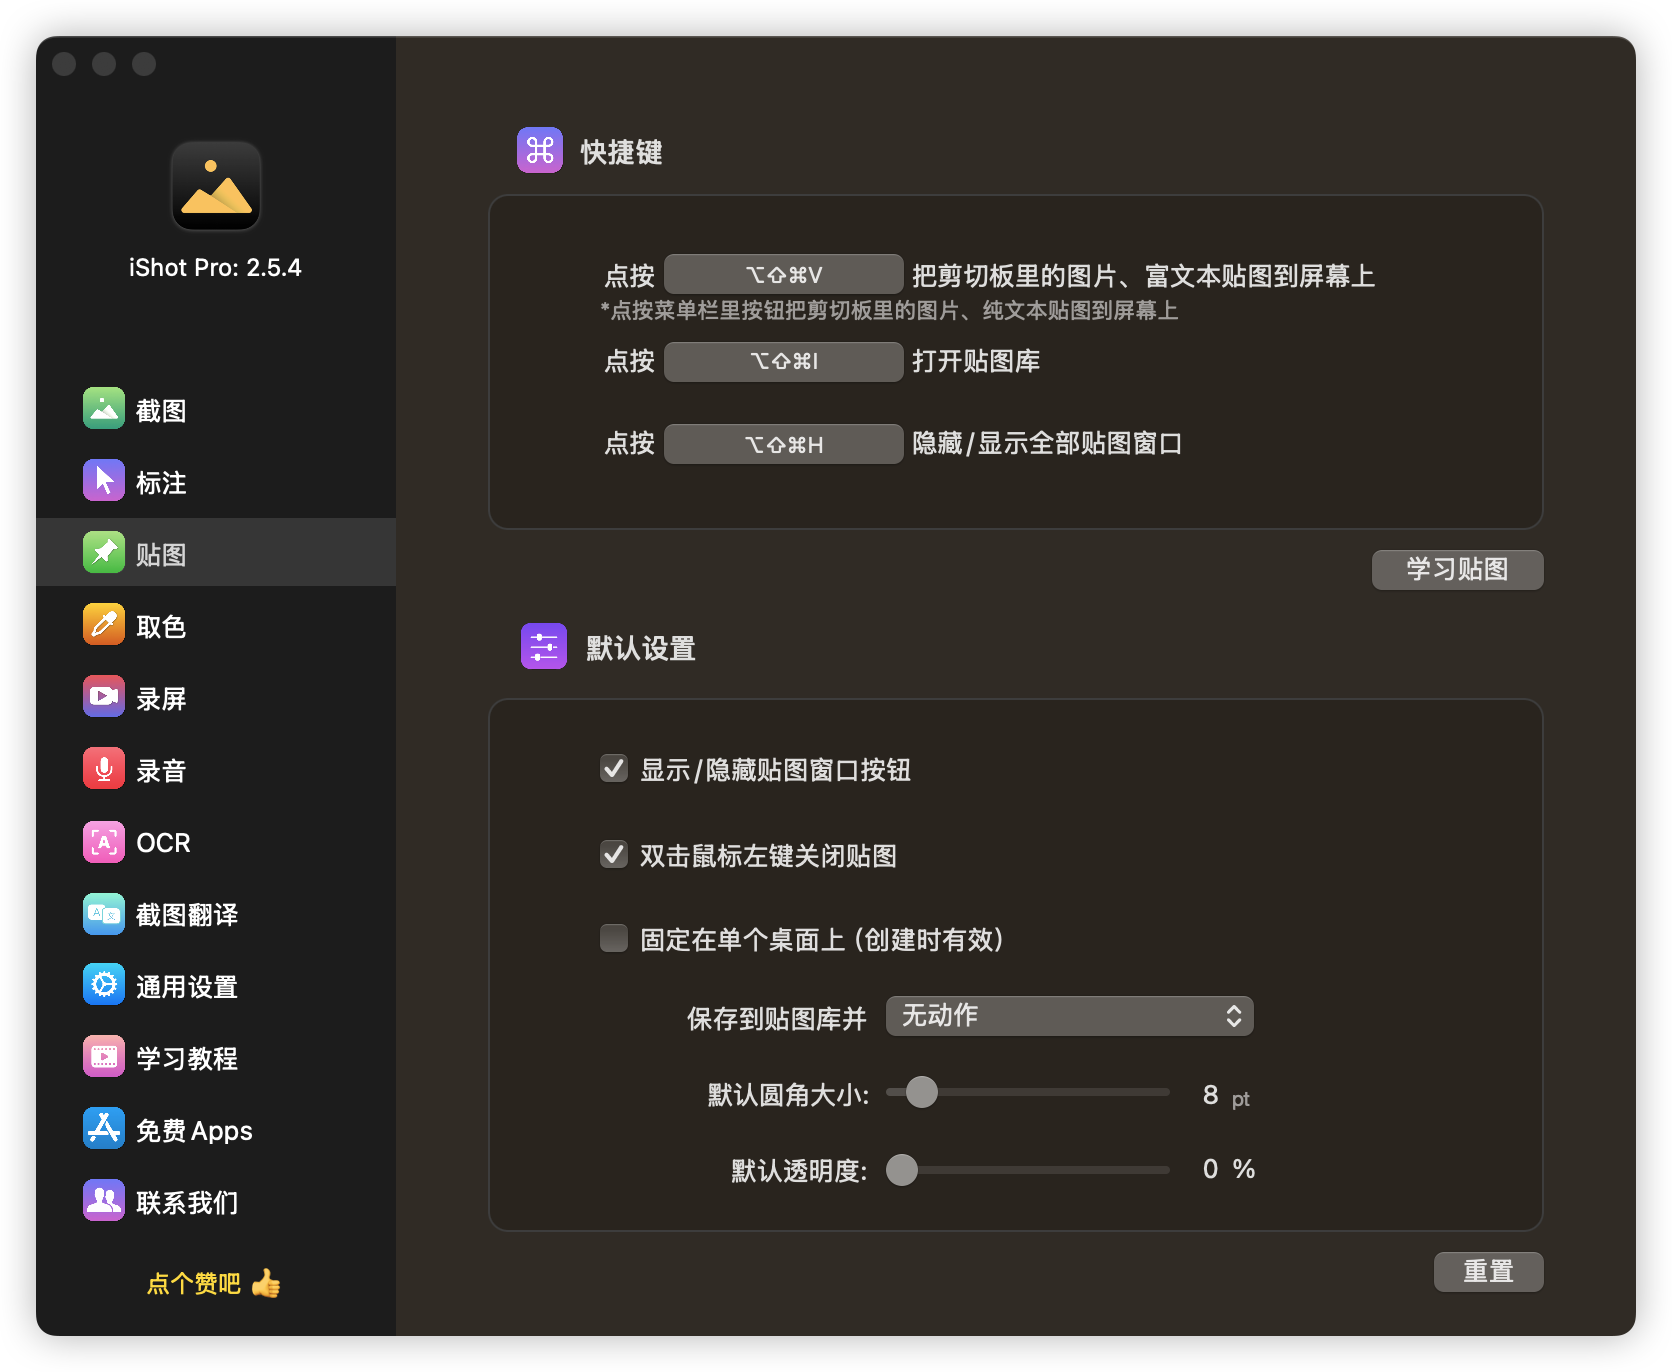 iShot Pro: 2.5.4
截图
标注
贴图
取色
录屏
录音
OCR
截图翻译
通用设置
学习教程
免费Apps
联系我们
点个赞吧 👍
快捷键
点按 ⌥⇧⌘V 把剪切板里的图片、富文本贴图到屏幕上
*点按菜单栏里按钮把剪切板里的图片、纯文本贴图到屏幕上
点按 ⌥⇧⌘I 打开贴图库
点按 ⌥⇧⌘H 隐藏/显示全部贴图窗口
学习贴图
默认设置
显示/隐藏贴图窗口按钮
双击鼠标左键关闭贴图
固定在单个桌面上 (创建时有效)
保存到贴图库并 无动作
默认圆角大小: 8 pt
默认透明度: 0 %
重置